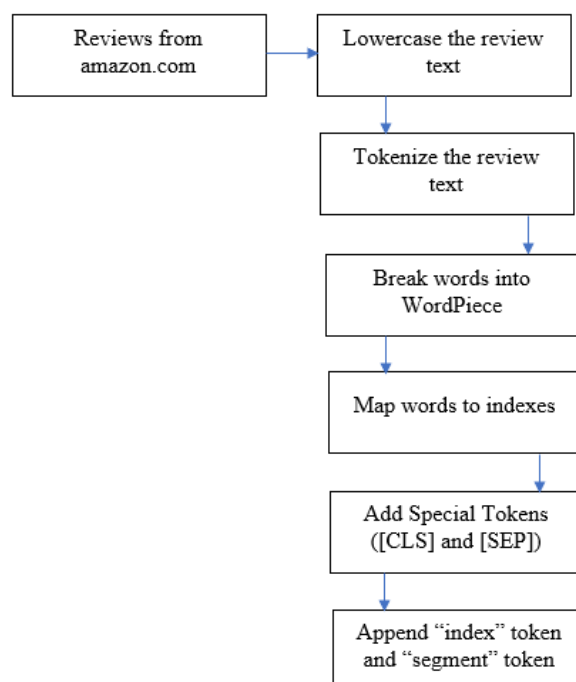 Reviews from
amazon.com
Lowercase the review
text
Tokenize the review
text
Break words into
WordPiece
Map words to indexes
Add Special Tokens
([CLS] and [SEP])
Append “index” token
and “segment” token